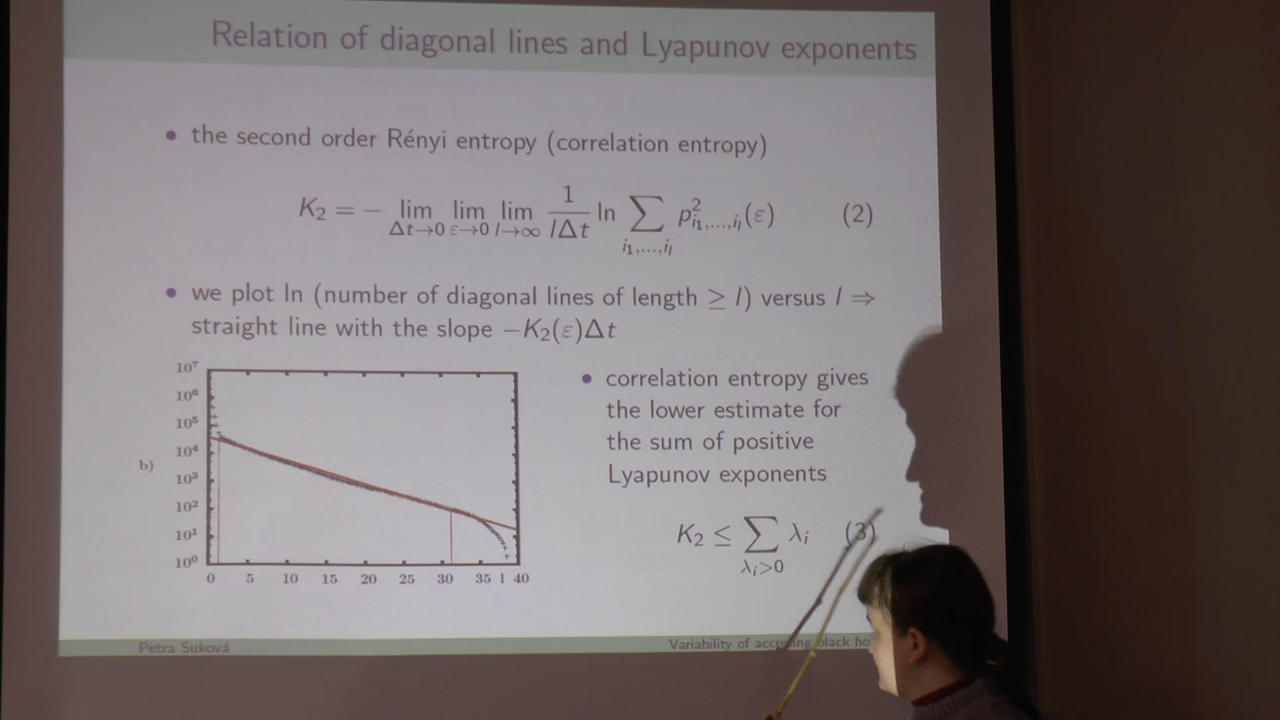 Relation of diagonal lines and Lyapunov exponents
• the second order Rényi entropy (correlation entropy)
K₂ = − lim Δt→0 lim ε→0 lim l→∞ 1/lΔt ln ∑ i₁,…,iₗ p²i₁,…,iₗ(ε) (2)
• we plot ln (number of diagonal lines of length ≥ l) versus l ⇒
straight line with the slope −K₂(ε)Δt
10⁷
10⁶
10⁵
10⁴
10³
10²
10¹
10⁰
b)
0 5 10 15 20 25 30 35 l 40
• correlation entropy gives
the lower estimate for
the sum of positive
Lyapunov exponents
K₂ ≤ ∑ λᵢ>0 λᵢ (3)
Petra Suková
Variability of accreting black ho